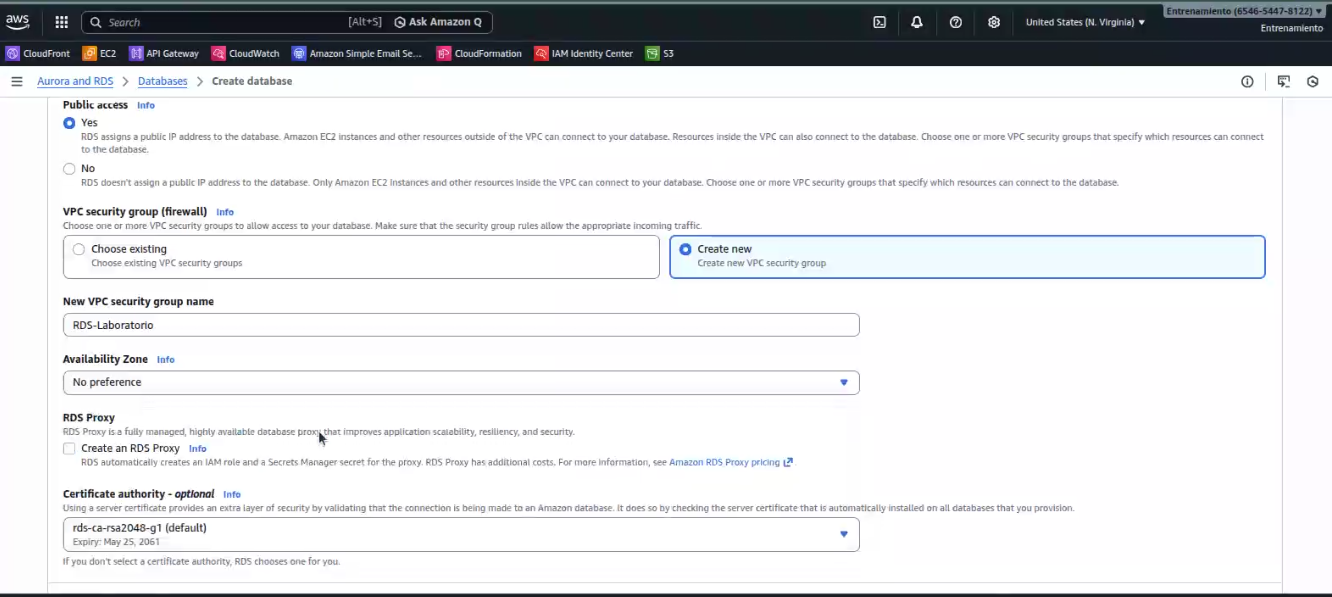 aws
Search [Alt+S] Ask Amazon Q United States (N. Virginia) ▼ Entrenamiento (6546-5447-8122) ▼
Entrenamiento
CloudFront EC2 API Gateway CloudWatch Amazon Simple Email Se... CloudFormation IAM Identity Center S3
Aurora and RDS > Databases > Create database
Public access Info
Yes
RDS assigns a public IP address to the database. Amazon EC2 instances and other resources outside of the VPC can connect to your database. Resources inside the VPC can also connect to the database. Choose one or more VPC security groups that specify which resources can connect
to the database.
No
RDS doesn't assign a public IP address to the database. Only Amazon EC2 instances and other resources inside the VPC can connect to your database. Choose one or more VPC security groups that specify which resources can connect to the database.
VPC security group (firewall) Info
Choose one or more VPC security groups to allow access to your database. Make sure that the security group rules allow the appropriate incoming traffic.
Choose existing
Choose existing VPC security groups
Create new
Create new VPC security group
New VPC security group name
RDS-Laboratorio
Availability Zone Info
No preference
RDS Proxy
RDS Proxy is a fully managed, highly available database proxy that improves application scalability, resiliency, and security.
Create an RDS Proxy Info
RDS automatically creates an IAM role and a Secrets Manager secret for the proxy. RDS Proxy has additional costs. For more information, see Amazon RDS Proxy pricing
Certificate authority - optional Info
Using a server certificate provides an extra layer of security by validating that the connection is being made to an Amazon database. It does so by checking the server certificate that is automatically installed on all databases that you provision.
rds-ca-rsa2048-g1 (default)
Expiry: May 25, 2061
If you don't select a certificate authority, RDS chooses one for you.